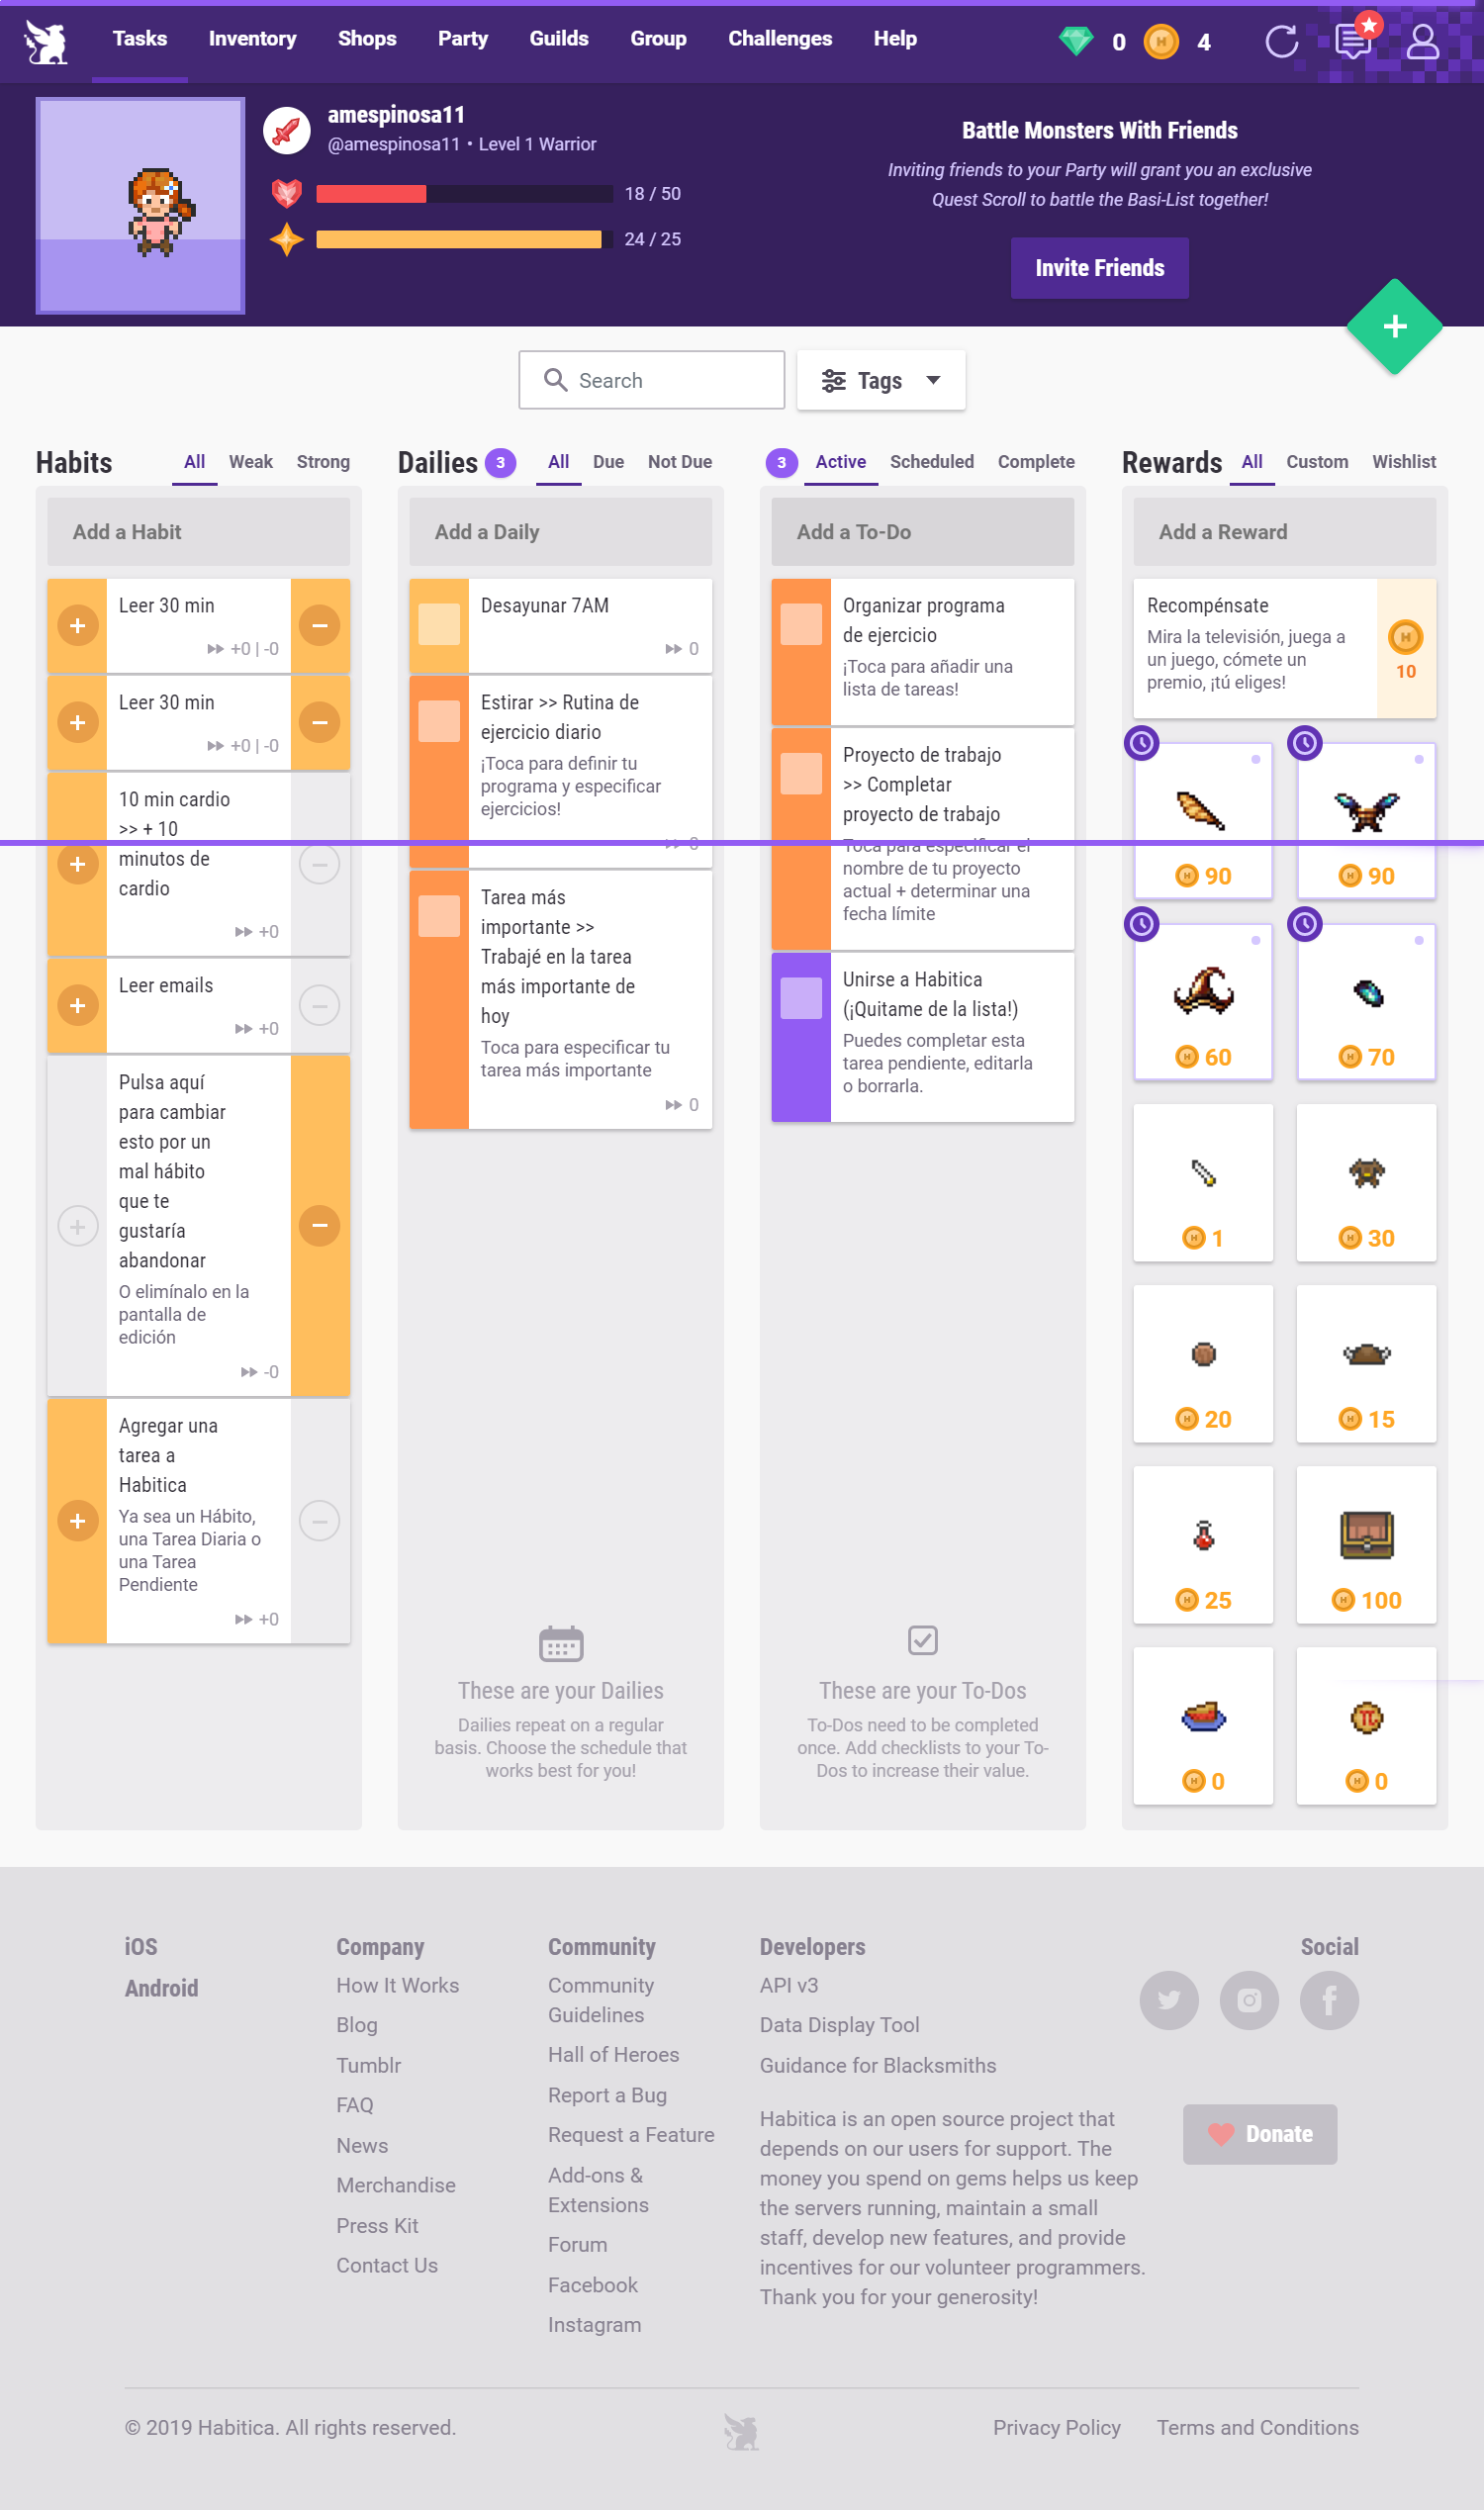 Tasks Inventory Shops Party Guilds Group Challenges Help 0 4
amespinosa11
@amespinosa11 • Level 1 Warrior
18 / 50
24 / 25
Battle Monsters With Friends
Inviting friends to your Party will grant you an exclusive
Quest Scroll to battle the Basi-List together!
Invite Friends
Search
Tags
Habits All Weak Strong
Add a Habit
Leer 30 min
+0 | -0
Leer 30 min
+0 | -0
10 min cardio
>> + 10
minutos de
cardio
+0
Leer emails
+0
Pulsa aquí
para cambiar
esto por un
mal hábito
que te
gustaría
abandonar
O elimínalo en la
pantalla de
edición
-0
Agregar una
tarea a
Habitica
Ya sea un Hábito,
una Tarea Diaria o
una Tarea
Pendiente
+0
Dailies 3 All Due Not Due
Add a Daily
Desayunar 7AM
0
Estirar >> Rutina de
ejercicio diario
¡Toca para definir tu
programa y especificar
ejercicios!
0
Tarea más
importante >>
Trabajé en la tarea
más importante de
hoy
Toca para especificar tu
tarea más importante
0
These are your Dailies
Dailies repeat on a regular
basis. Choose the schedule that
works best for you!
3 Active Scheduled Complete
Add a To-Do
Organizar programa
de ejercicio
¡Toca para añadir una
lista de tareas!
Proyecto de trabajo
>> Completar
proyecto de trabajo
Toca para especificar el
nombre de tu proyecto
actual + determinar una
fecha límite
Unirse a Habitica
(¡Quitame de la lista!)
Puedes completar esta
tarea pendiente, editarla
o borrarla.
These are your To-Dos
To-Dos need to be completed
once. Add checklists to your To-
Dos to increase their value.
Rewards All Custom Wishlist
Add a Reward
Recompénsate
Mira la televisión, juega a
un juego, cómete un
premio, ¡tú eliges!
10
90 90
60 70
1 30
20 15
25 100
0 0
iOS
Android
Company
How It Works
Blog
Tumblr
FAQ
News
Merchandise
Press Kit
Contact Us
Community
Community
Guidelines
Hall of Heroes
Report a Bug
Request a Feature
Add-ons &
Extensions
Forum
Facebook
Instagram
Developers
API v3
Data Display Tool
Guidance for Blacksmiths
Habitica is an open source project that
depends on our users for support. The
money you spend on gems helps us keep
the servers running, maintain a small
staff, develop new features, and provide
incentives for our volunteer programmers.
Thank you for your generosity!
Social
Donate
© 2019 Habitica. All rights reserved.
Privacy Policy Terms and Conditions